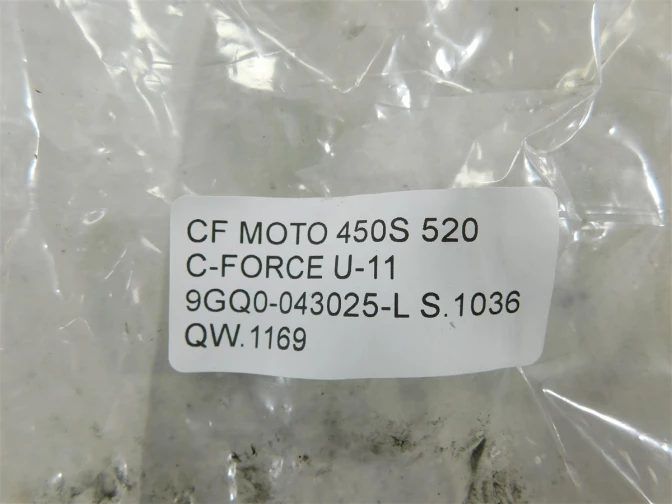 CF MOTO 450S 520
C-FORCE U-11
9GQ0-043025-L S.1036
QW.1169